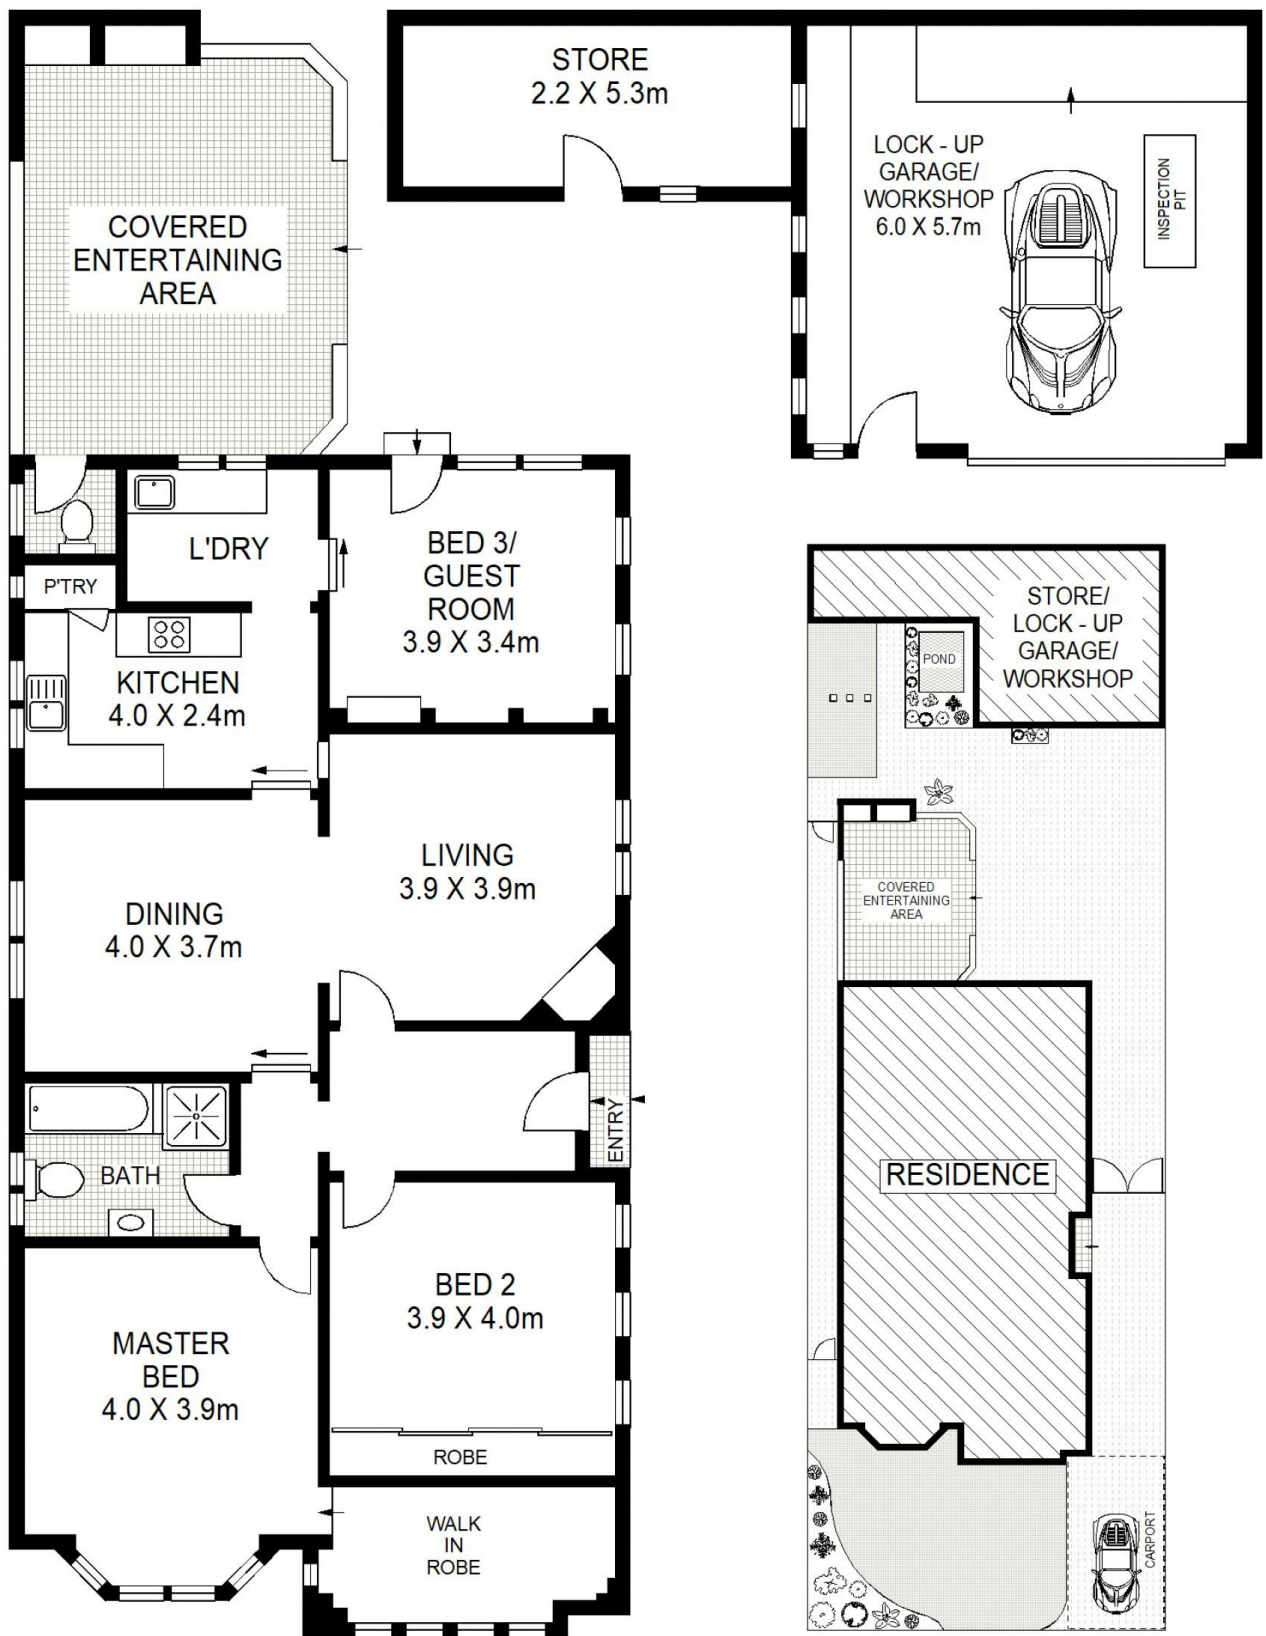 STORE
2.2 X 5.3m
LOCK - UP
GARAGE/
WORKSHOP
6.0 X 5.7m
INSPECTION
PIT
COVERED
ENTERTAINING
AREA
L'DRY
P'TRY
BED 3/
GUEST
ROOM
3.9 X 3.4m
KITCHEN
4.0 X 2.4m
LIVING
3.9 X 3.9m
DINING
4.0 X 3.7m
ENTRY
BATH
BED 2
3.9 X 4.0m
MASTER
BED
4.0 X 3.9m
ROBE
WALK
IN
ROBE
STORE/
LOCK - UP
GARAGE/
WORKSHOP
POND
COVERED
ENTERTAINING
AREA
RESIDENCE
CARPORT